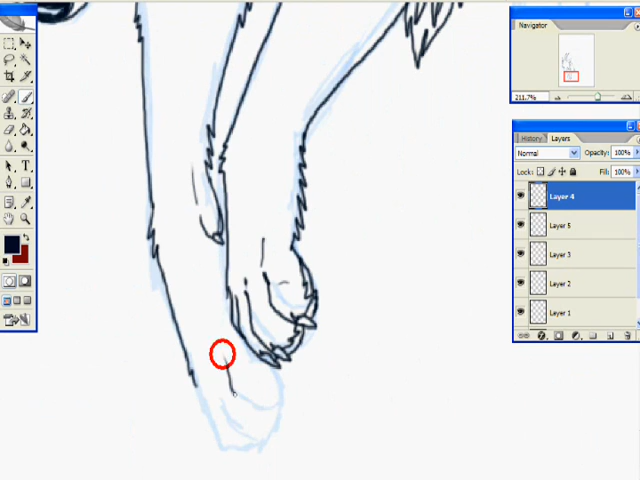 Navigator
211.7%
History Layers
Normal Opacity: 100%
Lock: Fill: 100%
Layer 4
Layer 5
Layer 3
Layer 2
Layer 1